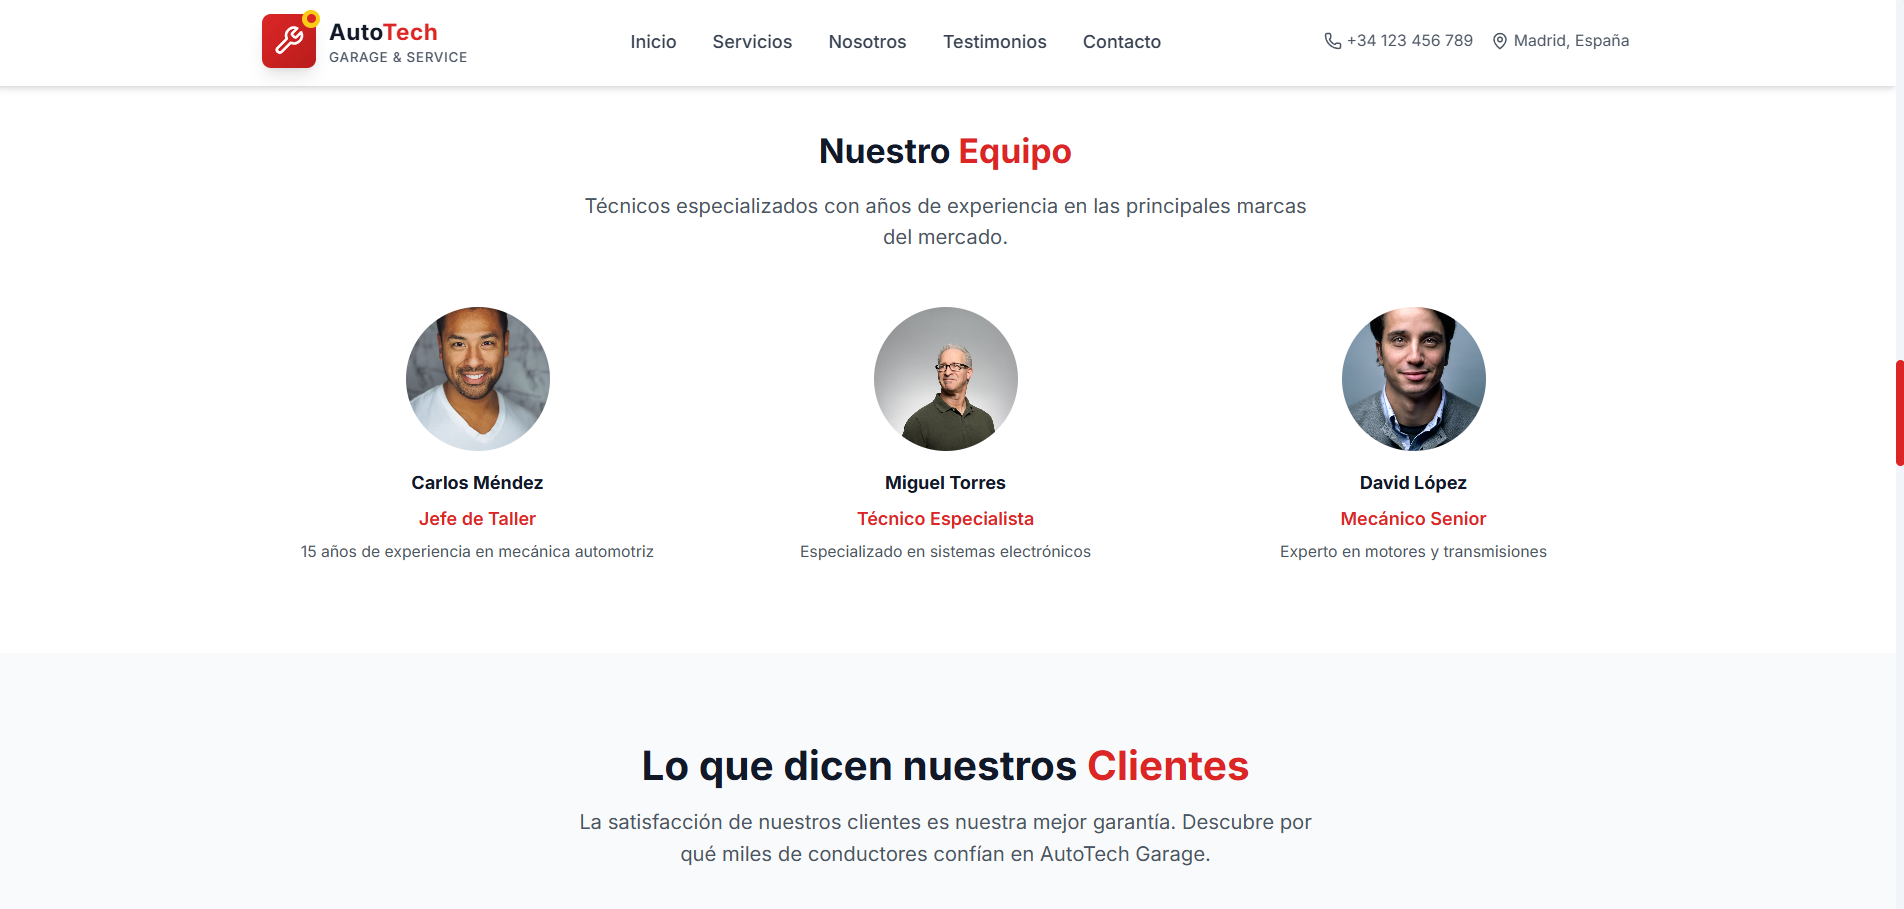 AutoTech
GARAGE & SERVICE
Inicio
Servicios
Nosotros
Testimonios
Contacto
+34 123 456 789
Madrid, España
Nuestro Equipo
Técnicos especializados con años de experiencia en las principales marcas
del mercado.
Carlos Méndez
Jefe de Taller
15 años de experiencia en mecánica automotriz
Miguel Torres
Técnico Especialista
Especializado en sistemas electrónicos
David López
Mecánico Senior
Experto en motores y transmisiones
Lo que dicen nuestros Clientes
La satisfacción de nuestros clientes es nuestra mejor garantía. Descubre por
qué miles de conductores confían en AutoTech Garage.